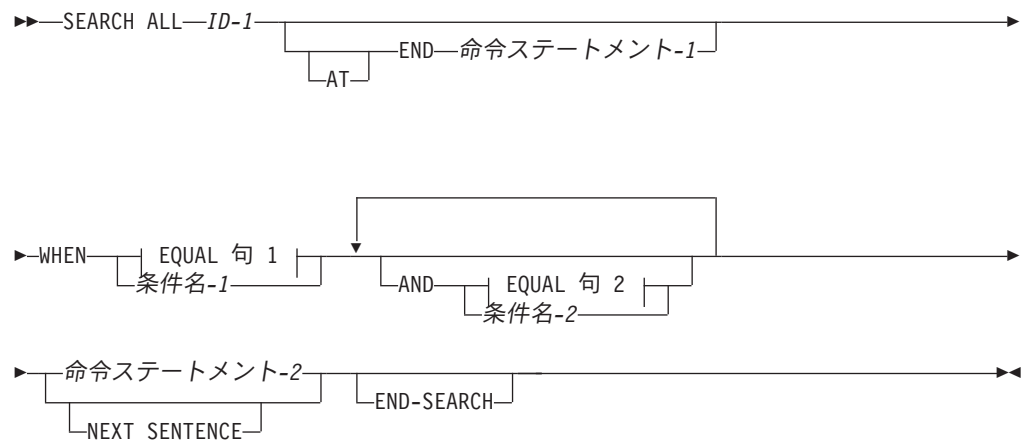 SEARCH ALL ID-1
END 命令ステートメント-1
AT
WHEN EQUAL 句 1
条件名-1
AND EQUAL 句 2
条件名-2
命令ステートメント-2
NEXT SENTENCE
END-SEARCH